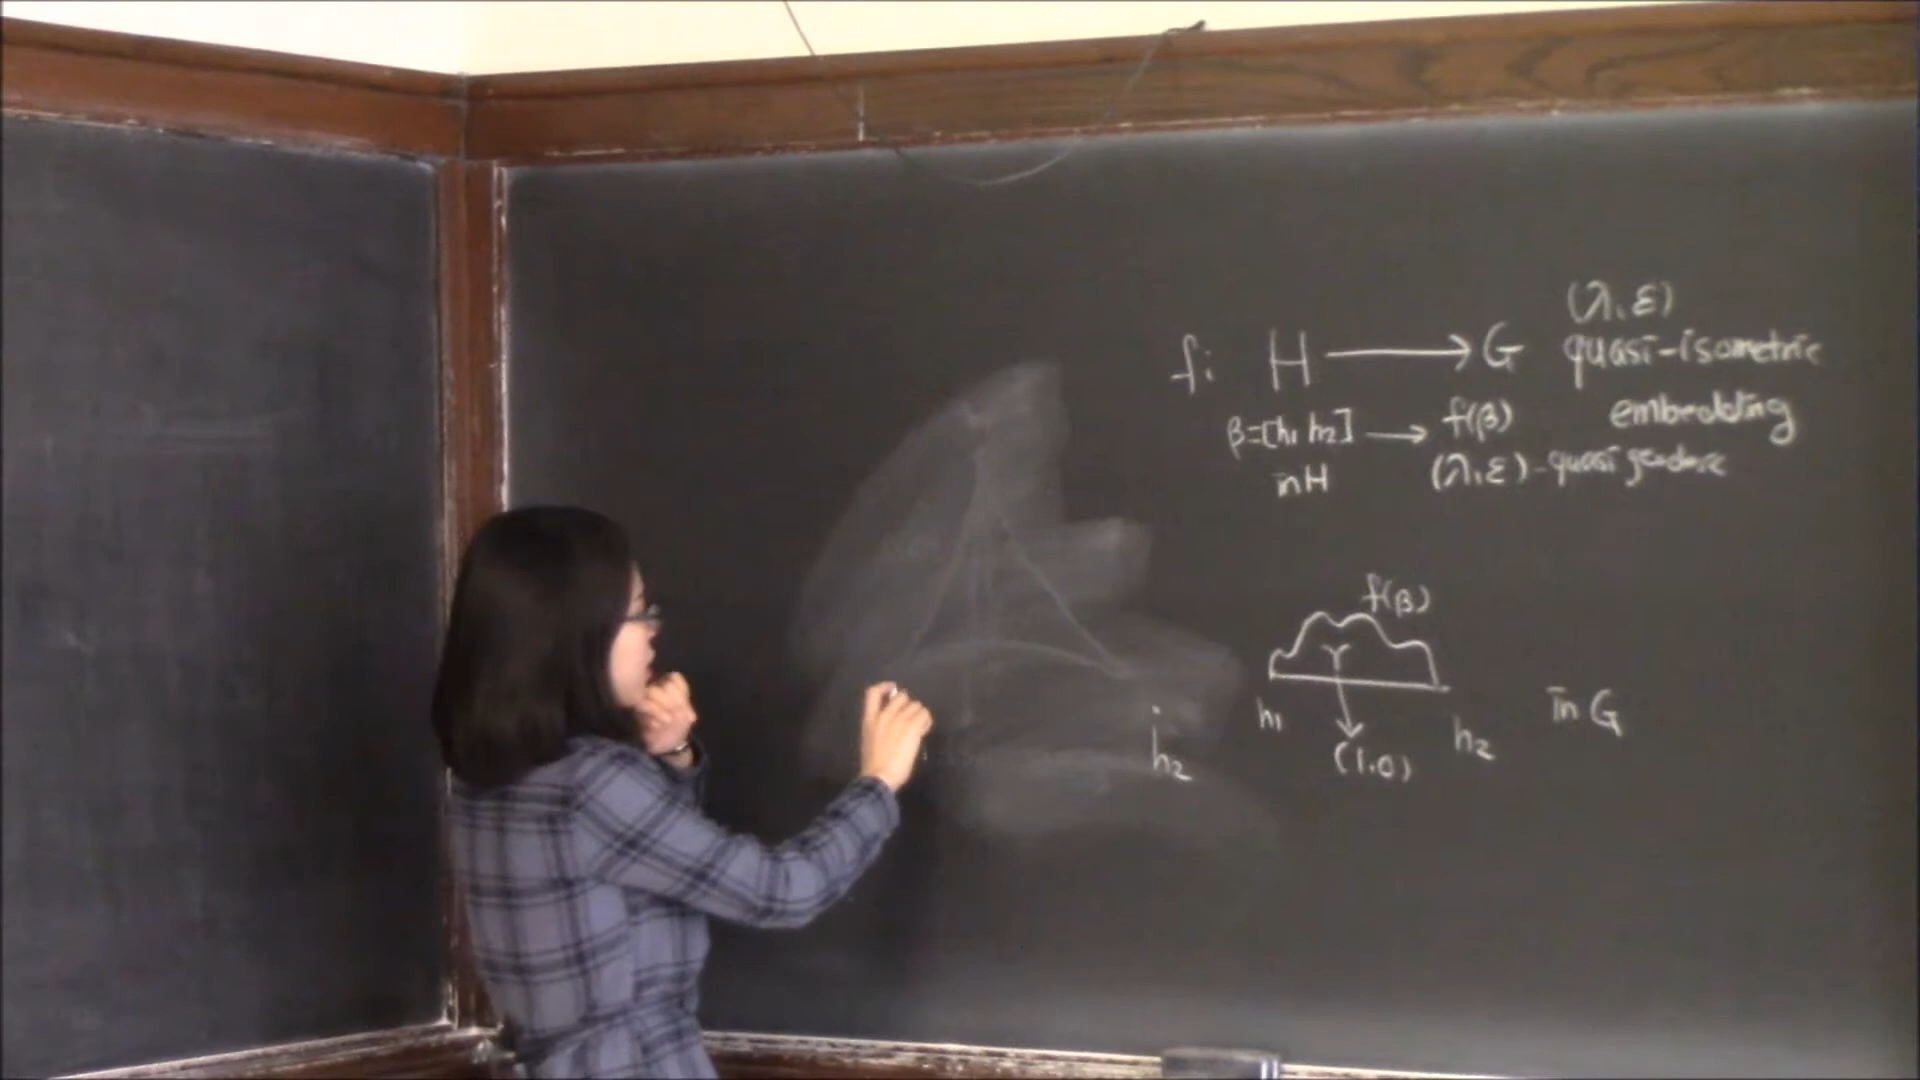 (λ,ε)
f: H → G quasi-isometric
embedding
β=[h₁ h₂] → f(β)
in H (λ,ε)-quasi geodesic
f(β)
γ
h₁ h₂ in G
(1,0)
h₂